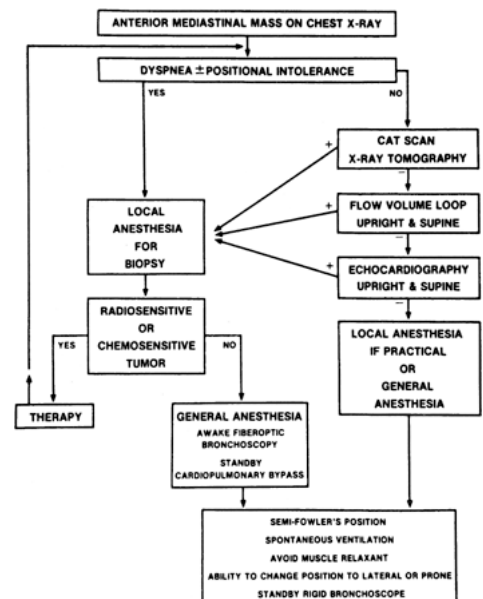 ANTERIOR MEDIASTINAL MASS ON CHEST X-RAY
DYSPNEA ± POSITIONAL INTOLERANCE
YES
NO
+
CAT SCAN
X-RAY TOMOGRAPHY
−
+
FLOW VOLUME LOOP
UPRIGHT & SUPINE
−
LOCAL
ANESTHESIA
FOR
BIOPSY
+
ECHOCARDIOGRAPHY
UPRIGHT & SUPINE
−
RADIOSENSITIVE
OR
CHEMOSENSITIVE
TUMOR
YES
NO
LOCAL ANESTHESIA
IF PRACTICAL
OR
GENERAL
ANESTHESIA
THERAPY
GENERAL ANESTHESIA
AWAKE FIBEROPTIC
BRONCHOSCOPY
STANDBY
CARDIOPULMONARY BYPASS
SEMI-FOWLER'S POSITION
SPONTANEOUS VENTILATION
AVOID MUSCLE RELAXANT
ABILITY TO CHANGE POSITION TO LATERAL OR PRONE
STANDBY RIGID BRONCHOSCOPE